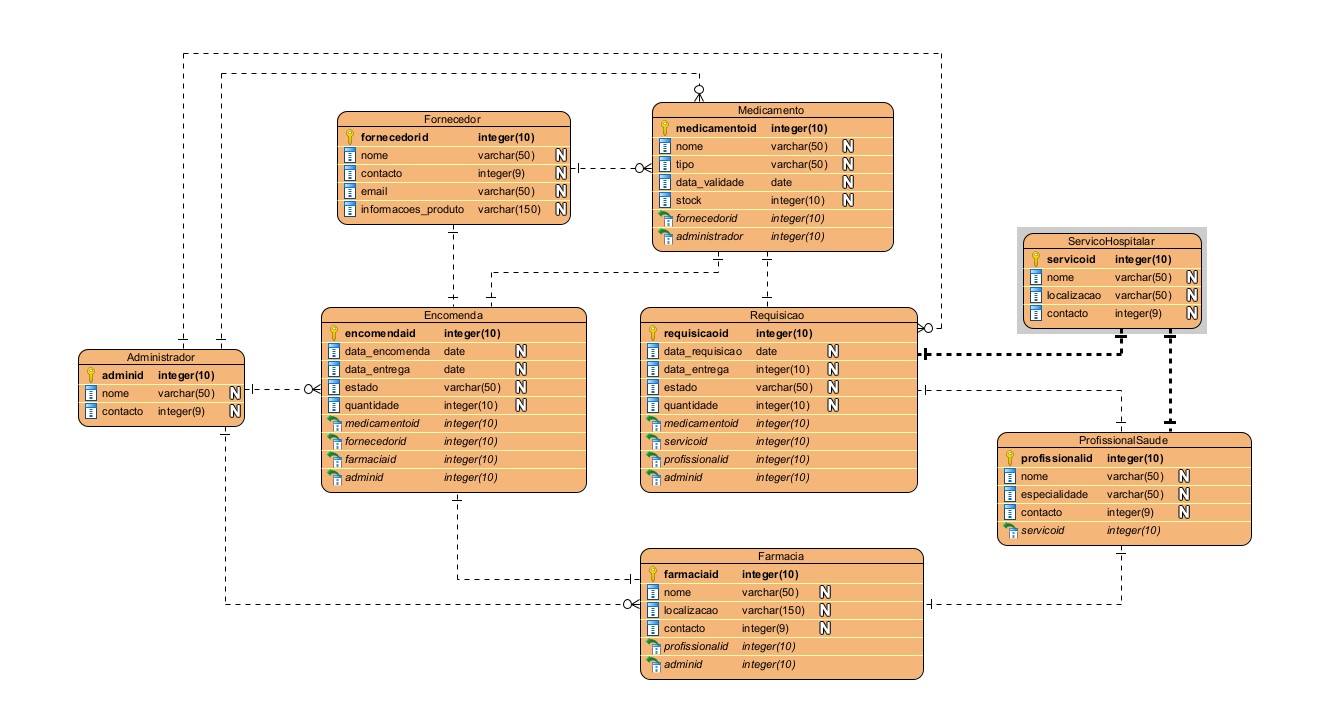 Fornecedor
fornecedorid integer(10)
nome varchar(50) N
contacto integer(9) N
email varchar(50) N
informacoes_produto varchar(150) N
Medicamento
medicamentoid integer(10)
nome varchar(50) N
tipo varchar(50) N
data_validade date N
stock integer(10) N
fornecedorid integer(10)
administrador integer(10)
ServicoHospitalar
servicoid integer(10)
nome varchar(50) N
localizacao varchar(50) N
contacto integer(9) N
Administrador
adminid integer(10)
nome varchar(50) N
contacto integer(9) N
Encomenda
encomendaid integer(10)
data_encomenda date N
data_entrega date N
estado varchar(50) N
quantidade integer(10) N
medicamentoid integer(10)
fornecedorid integer(10)
farmaciaid integer(10)
adminid integer(10)
Requisicao
requisicaoid integer(10)
data_requisicao date N
data_entrega integer(10) N
estado varchar(50) N
quantidade integer(10) N
medicamentoid integer(10)
servicoid integer(10)
profissionalid integer(10)
adminid integer(10)
ProfissionalSaude
profissionalid integer(10)
nome varchar(50) N
especialidade varchar(50) N
contacto integer(9) N
servicoid integer(10)
Farmacia
farmaciaid integer(10)
nome varchar(50) N
localizacao varchar(150) N
contacto integer(9) N
profissionalid integer(10)
adminid integer(10)